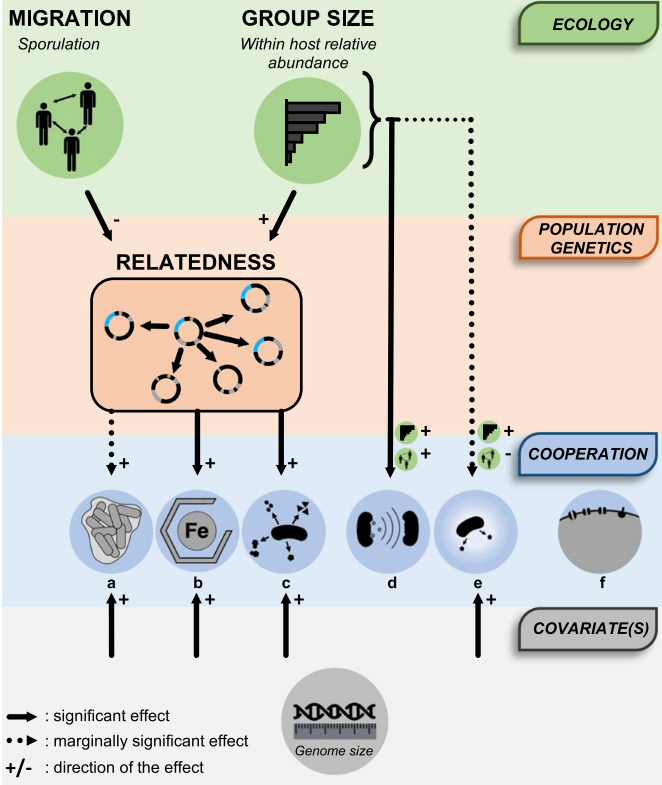 MIGRATION
Sporulation
GROUP SIZE
Within host relative
abundance
ECOLOGY
-
+
POPULATION
GENETICS
RELATEDNESS
+
+
+
+
+
+
-
COOPERATION
Fe
a
b
c
d
e
f
+
+
+
+
COVARIATE(S)
: significant effect
: marginally significant effect
+/- : direction of the effect
Genome size